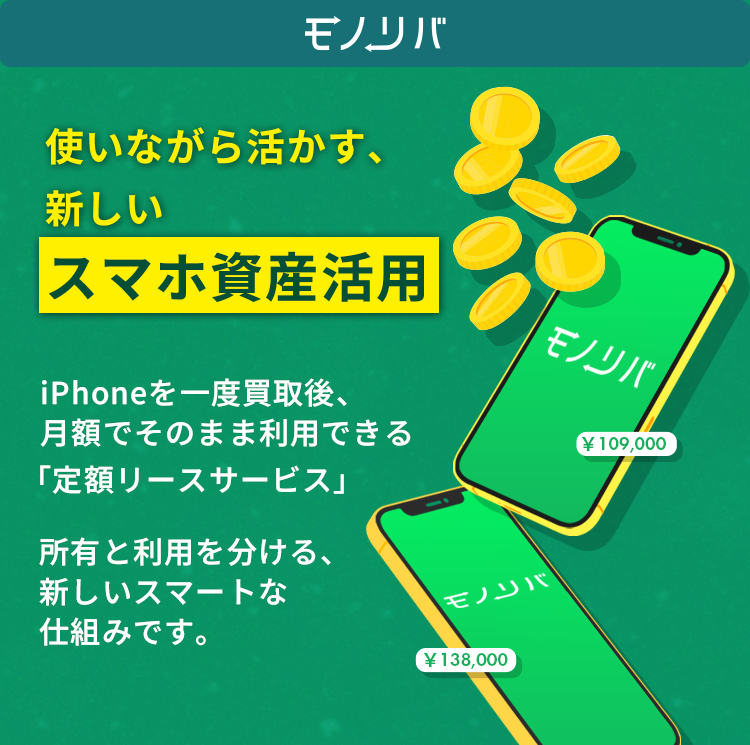 モノリバ
使いながら活かす、
新しい
スマホ資産活用
iPhoneを一度買取後、
月額でそのまま利用できる
「定額リースサービス」
所有と利用を分ける、
新しいスマートな
仕組みです。
モノリバ
¥109,000
モノリバ
¥138,000